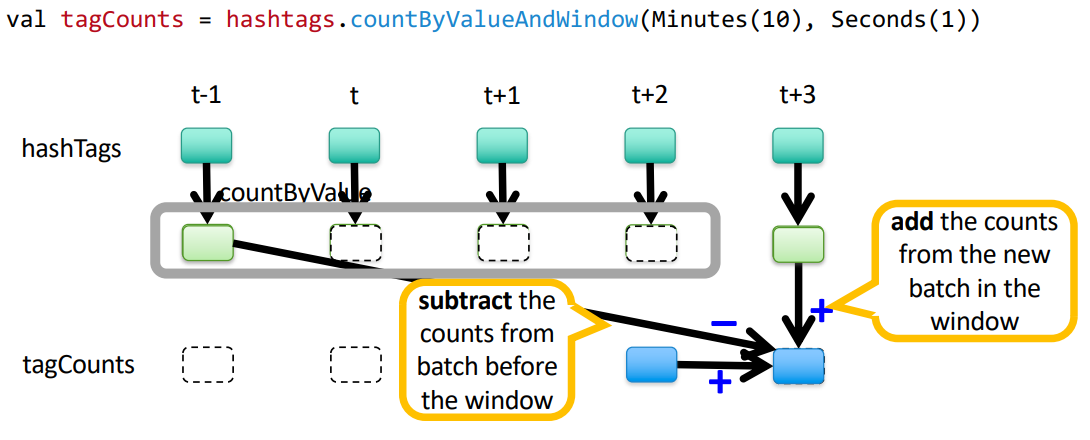 val tagCounts = hashtags.countByValueAndWindow(Minutes(10), Seconds(1))
t-1 t t+1 t+2 t+3
hashTags
countByValue
add the counts
from the new
batch in the
window
subtract the
counts from
batch before
the window
−
+
+
tagCounts